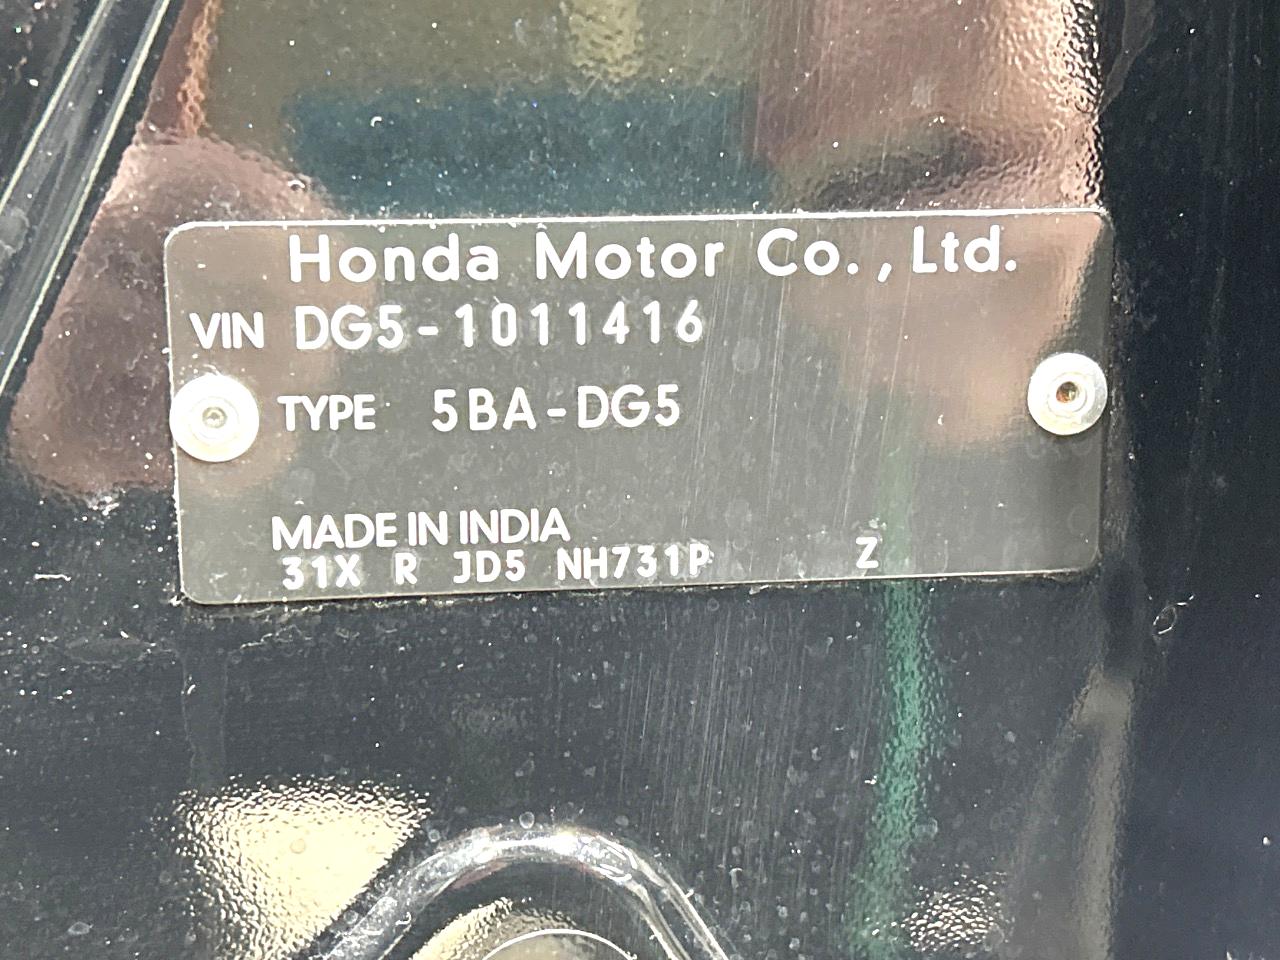 Honda Motor Co., Ltd.
VIN DG5-1011416
TYPE 5BA-DG5
MADE IN INDIA
31X R JD5 NH731P Z